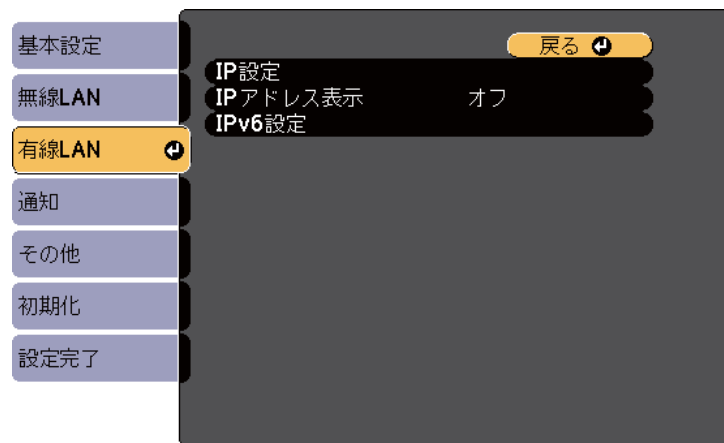 基本設定
無線LAN
有線LAN
通知
その他
初期化
設定完了
戻る
IP設定
IPアドレス表示 オフ
IPv6設定